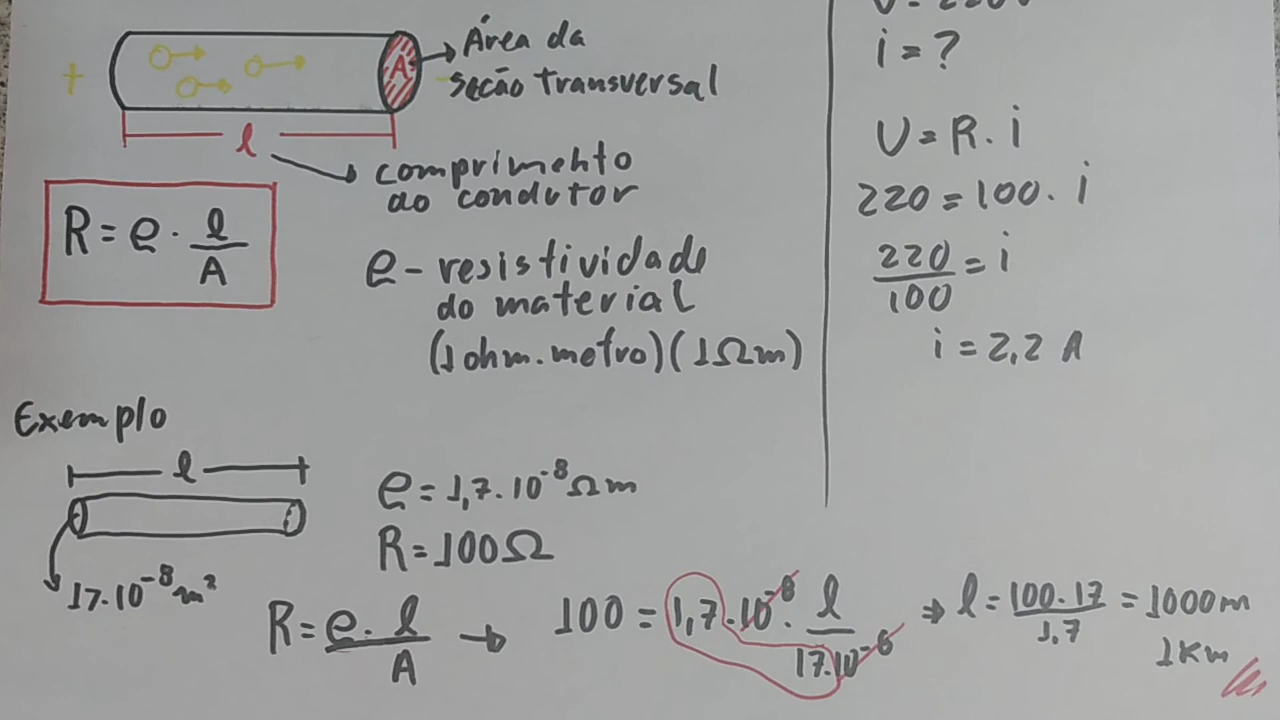 +
A
Área da
seção transversal
l
comprimento
do condutor
R = ρ · l/A
ρ - resistividade
do material
(1 ohm.metro)(1Ωm)
i = ?
U = R . i
220 = 100 . i
220/100 = i
i = 2,2 A
Exemplo
l
17.10⁻⁸ m²
ρ = 1,7.10⁻⁸ Ωm
R = 100Ω
R = ρ. l/A → 100 = 1,7.10⁻⁸ . l/17.10⁻⁸ ⇒ l = 100.17/1,7 = 1000m
1Km